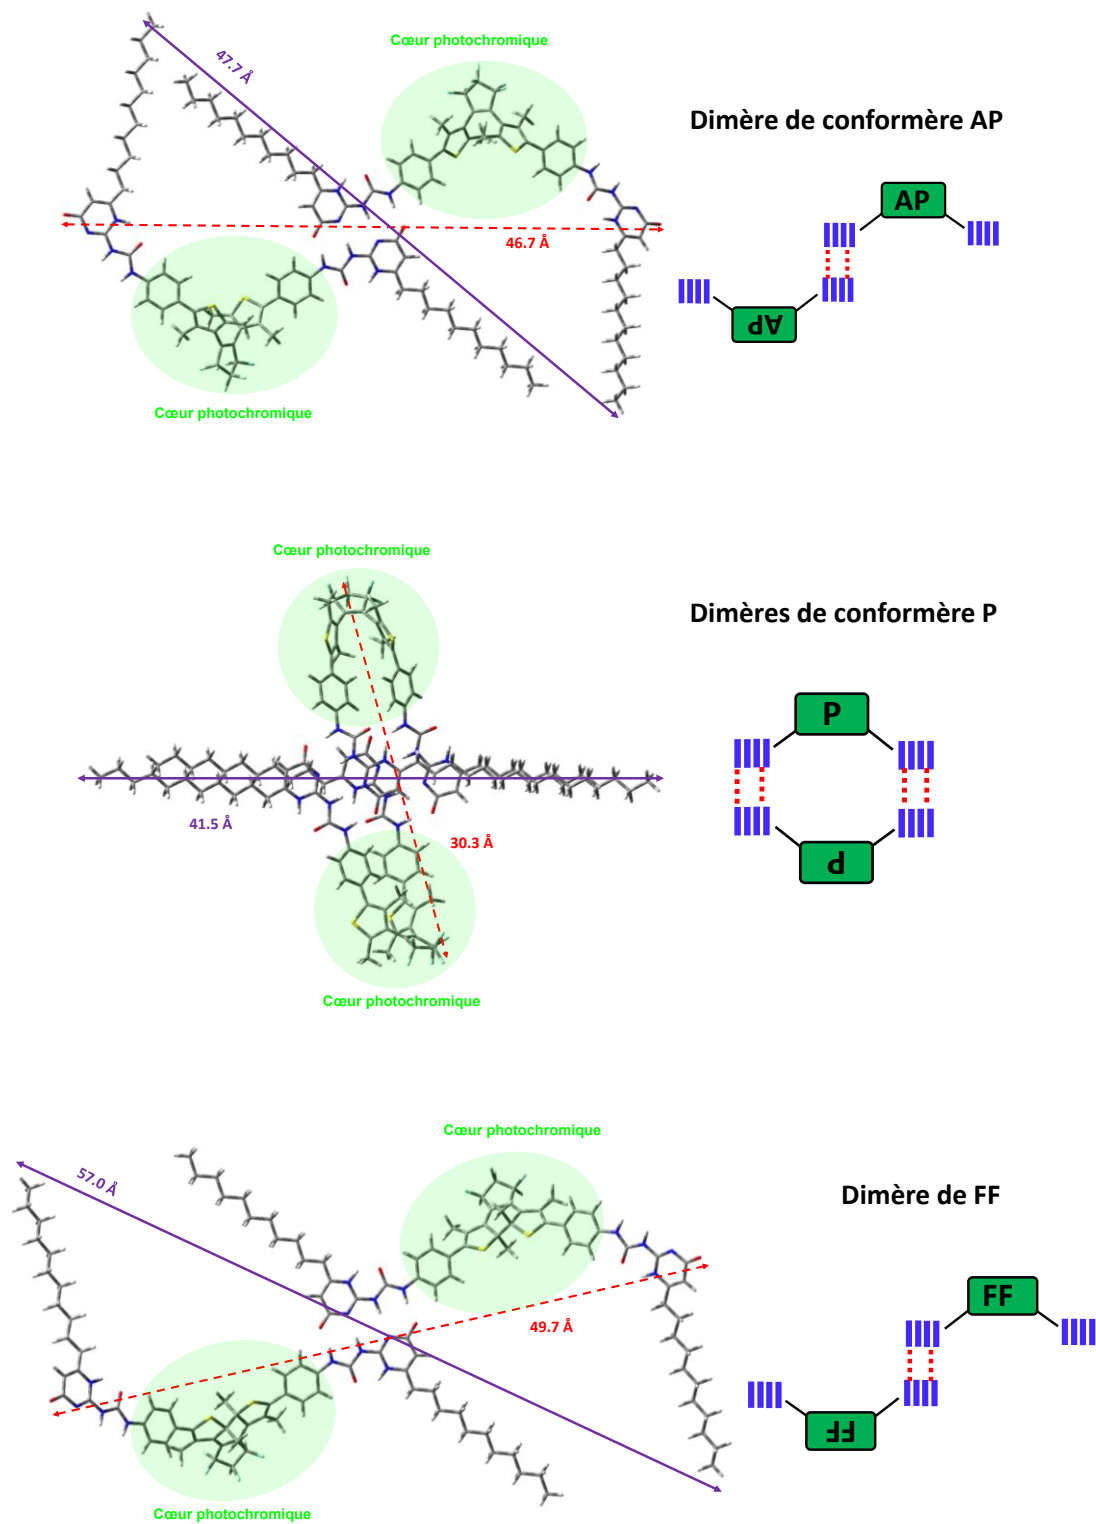 Cœur photochromique
47.7 Å
Dimère de conformère AP
AP
46.7 Å
AP
Cœur photochromique
Cœur photochromique
Dimères de conformère P
P
41.5 Å
30.3 Å
P
Cœur photochromique
Cœur photochromique
57.0 Å
Dimère de FF
FF
49.7 Å
FF
Cœur photochromique